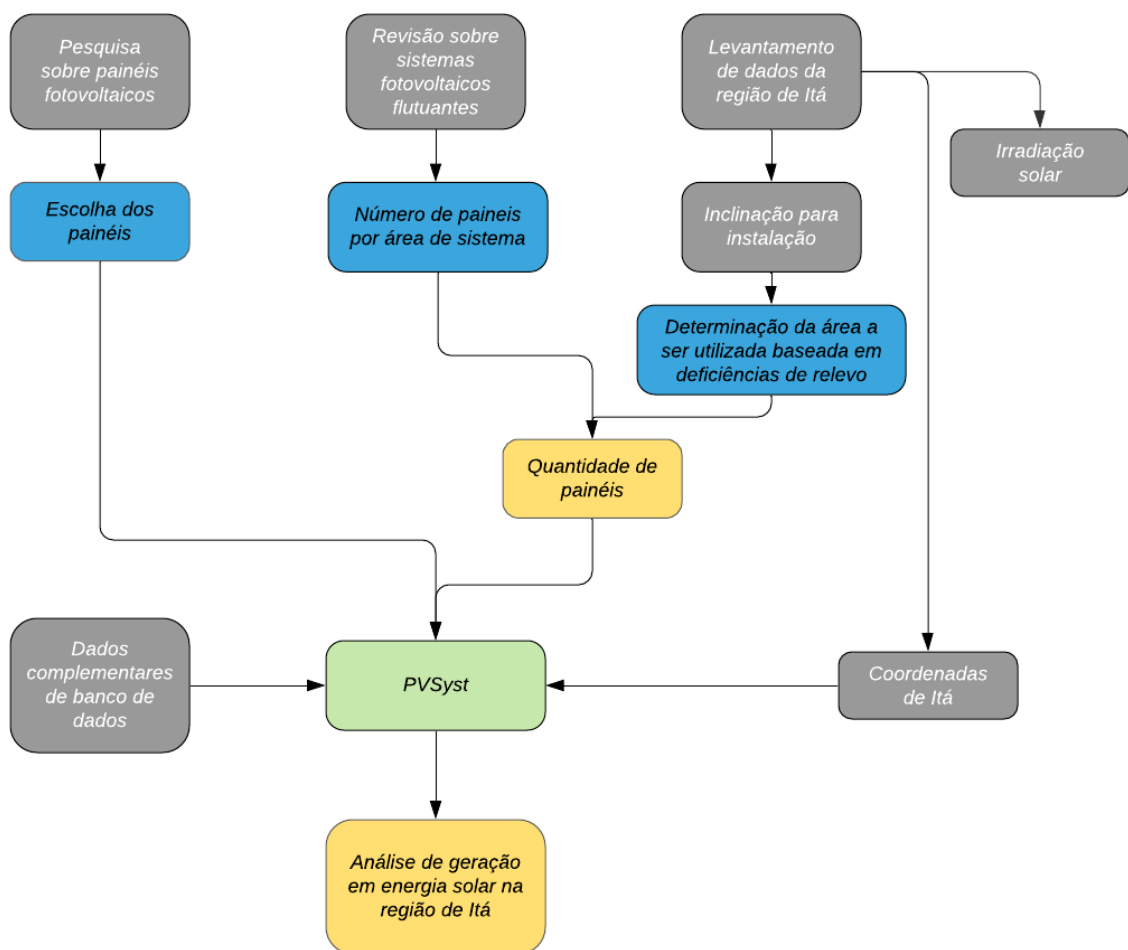 Pesquisa
sobre painéis
fotovoltaicos
Revisão sobre
sistemas
fotovoltaicos
flutuantes
Levantamento
de dados da
região de Itá
Irradiação
solar
Escolha dos
painéis
Número de paineis
por área de sistema
Inclinação para
instalação
Determinação da área a
ser utilizada baseada em
deficiências de relevo
Quantidade de
painéis
Dados
complementares
de banco de
dados
PVSyst
Coordenadas
de Itá
Análise de geração
em energia solar na
região de Itá